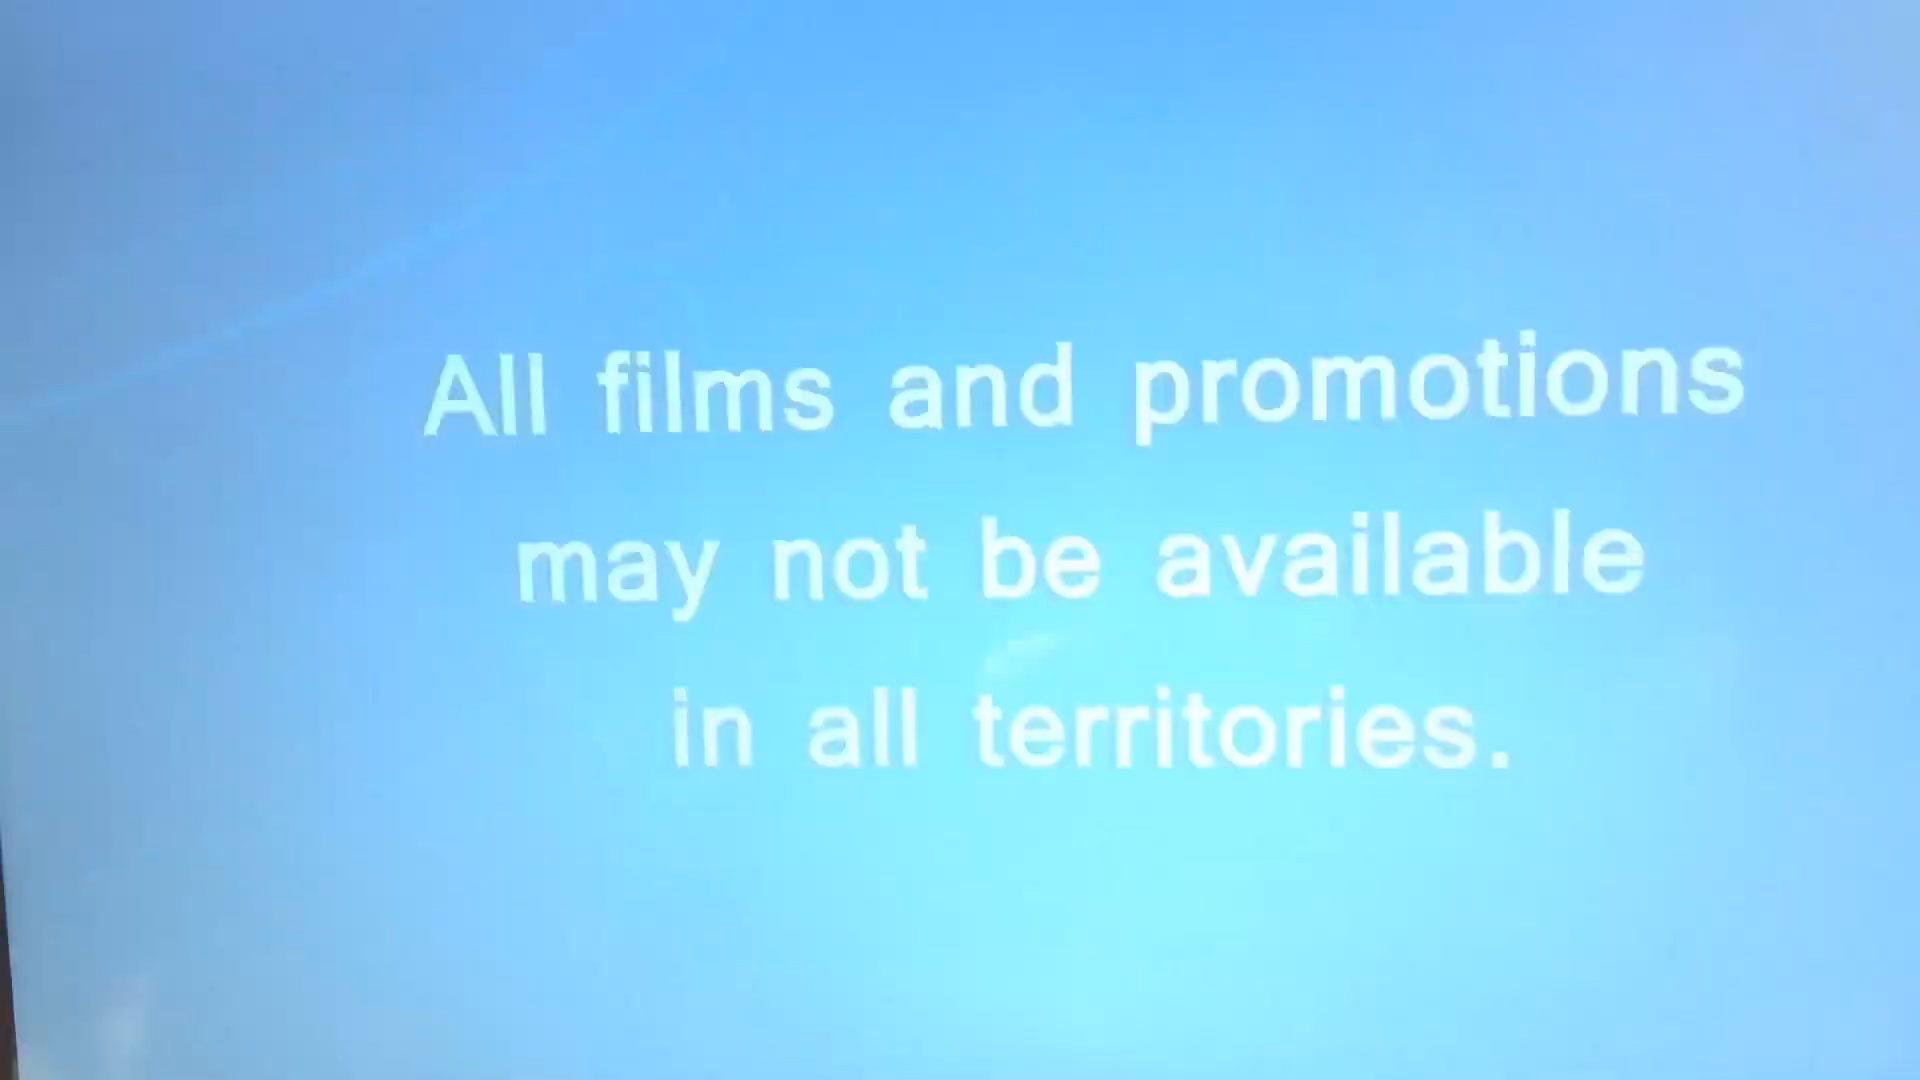 All films and promotions
may not be available
in all territories.